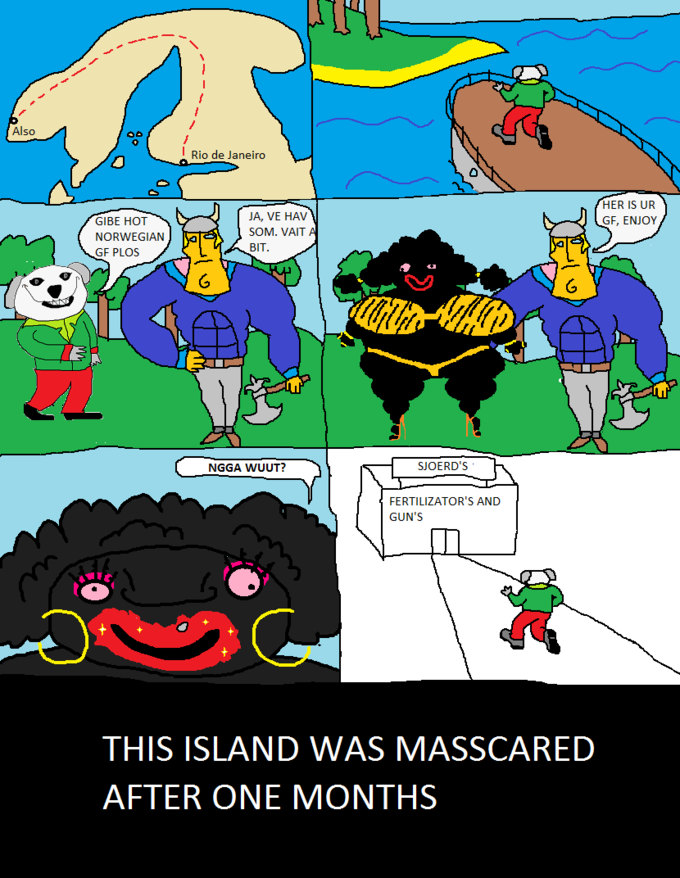 Also
Rio de Janeiro
GIBE HOT
NORWEGIAN
GF PLOS
JA, VE HAV
SOM. VAIT A
BIT.
HER IS UR
GF, ENJOY
NGGA WUUT?
SJOERD'S
FERTILIZATOR'S AND
GUN'S
THIS ISLAND WAS MASSCARED
AFTER ONE MONTHS